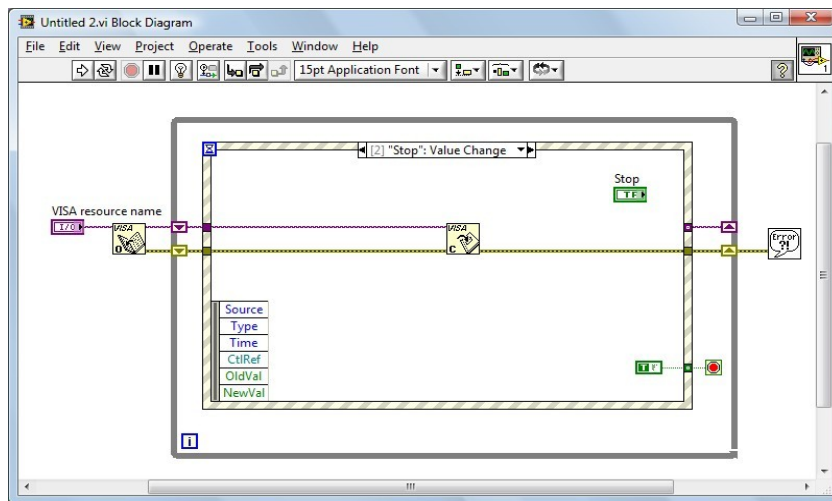 Untitled 2.vi Block Diagram
File Edit View Project Operate Tools Window Help
15pt Application Font
?
1
[2] "Stop": Value Change
Stop
TF
VISA resource name
I/O
VISA
O
VISA
C
Error
?!
Source
Type
Time
CtlRef
OldVal
NewVal
T F
i